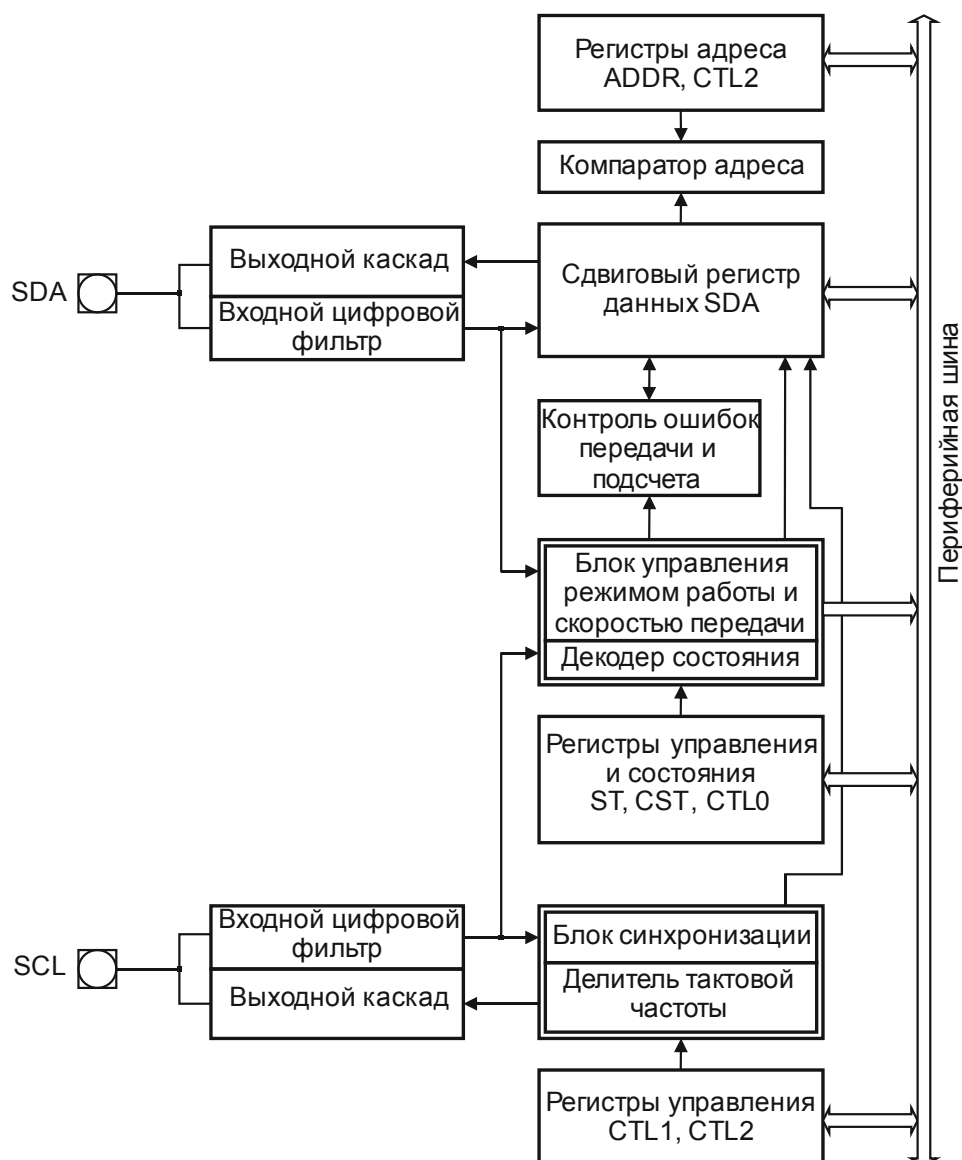 Регистры адреса
ADDR, CTL2
Компаратор адреса
SDA
Выходной каскад
Входной цифровой
фильтр
Сдвиговый регистр
данных SDA
Контроль ошибок
передачи и
подсчета
Блок управления
режимом работы и
скоростью передачи
Декодер состояния
Регистры управления
и состояния
ST, CST, CTL0
SCL
Входной цифровой
фильтр
Выходной каскад
Блок синхронизации
Делитель тактовой
частоты
Регистры управления
CTL1, CTL2
Периферийная шина